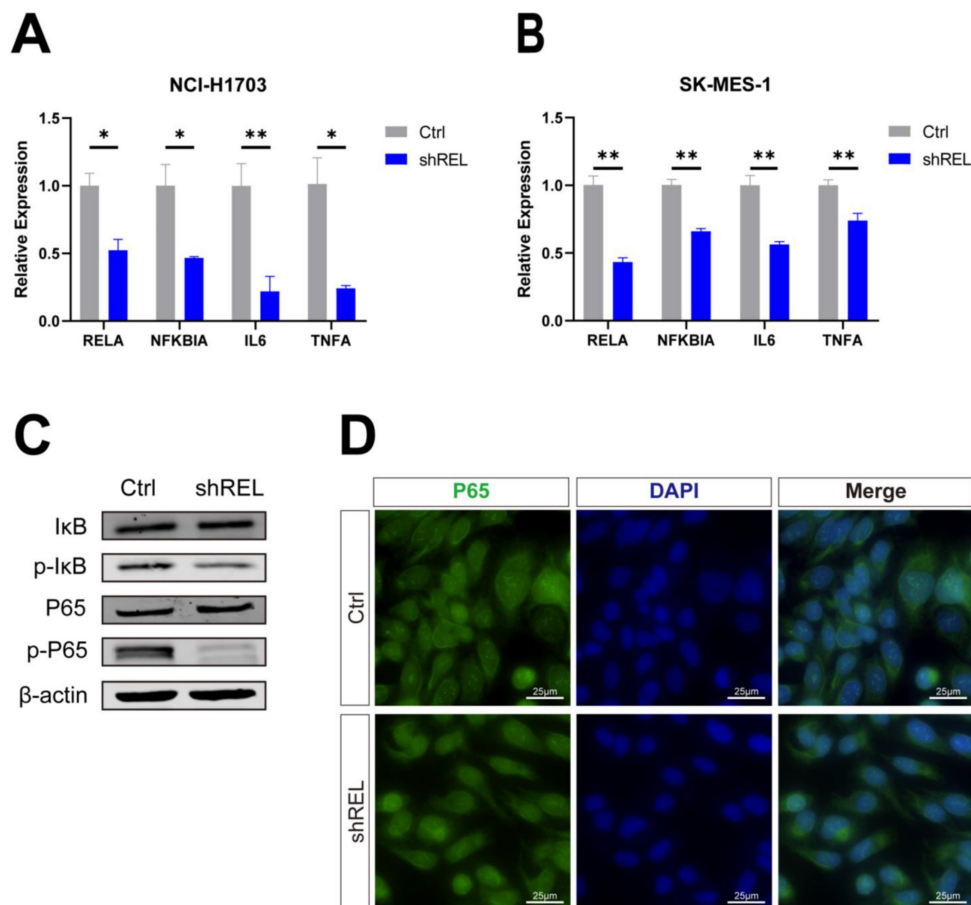 A
NCI-H1703
Relative Expression
1.5
1.0
0.5
0.0
* * ** *
RELA NFKBIA IL6 TNFA
Ctrl
shREL
B
SK-MES-1
Relative Expression
1.5
1.0
0.5
0.0
** ** ** **
RELA NFKBIA IL6 TNFA
Ctrl
shREL
C
Ctrl shREL
IκB
p-IκB
P65
p-P65
β-actin
D
P65 DAPI Merge
Ctrl
25μm 25μm 25μm
shREL
25μm 25μm 25μm